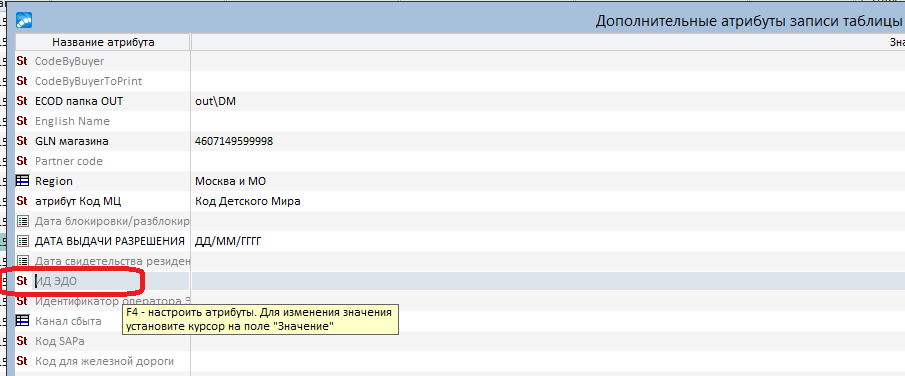 Дополнительные атрибуты записи таблицы
Название атрибута
Зна
St CodeByBuyer
St CodeByBuyerToPrint
St ECOD папка OUT out\DM
St English Name
St GLN магазина 4607149599998
St Partner code
Region Москва и МО
St атрибут Код МЦ Код Детского Мира
Дата блокировки/разблокир
ДАТА ВЫДАЧИ РАЗРЕШЕНИЯ ДД/ММ/ГГГГ
Дата свидетельства резиден
St ИД ЭДО
St Идентификатор оператора Э
F4 - настроить атрибуты. Для изменения значения
установите курсор на поле "Значение"
Канал сбыта
St Код SAPа
St Код для железной дороги